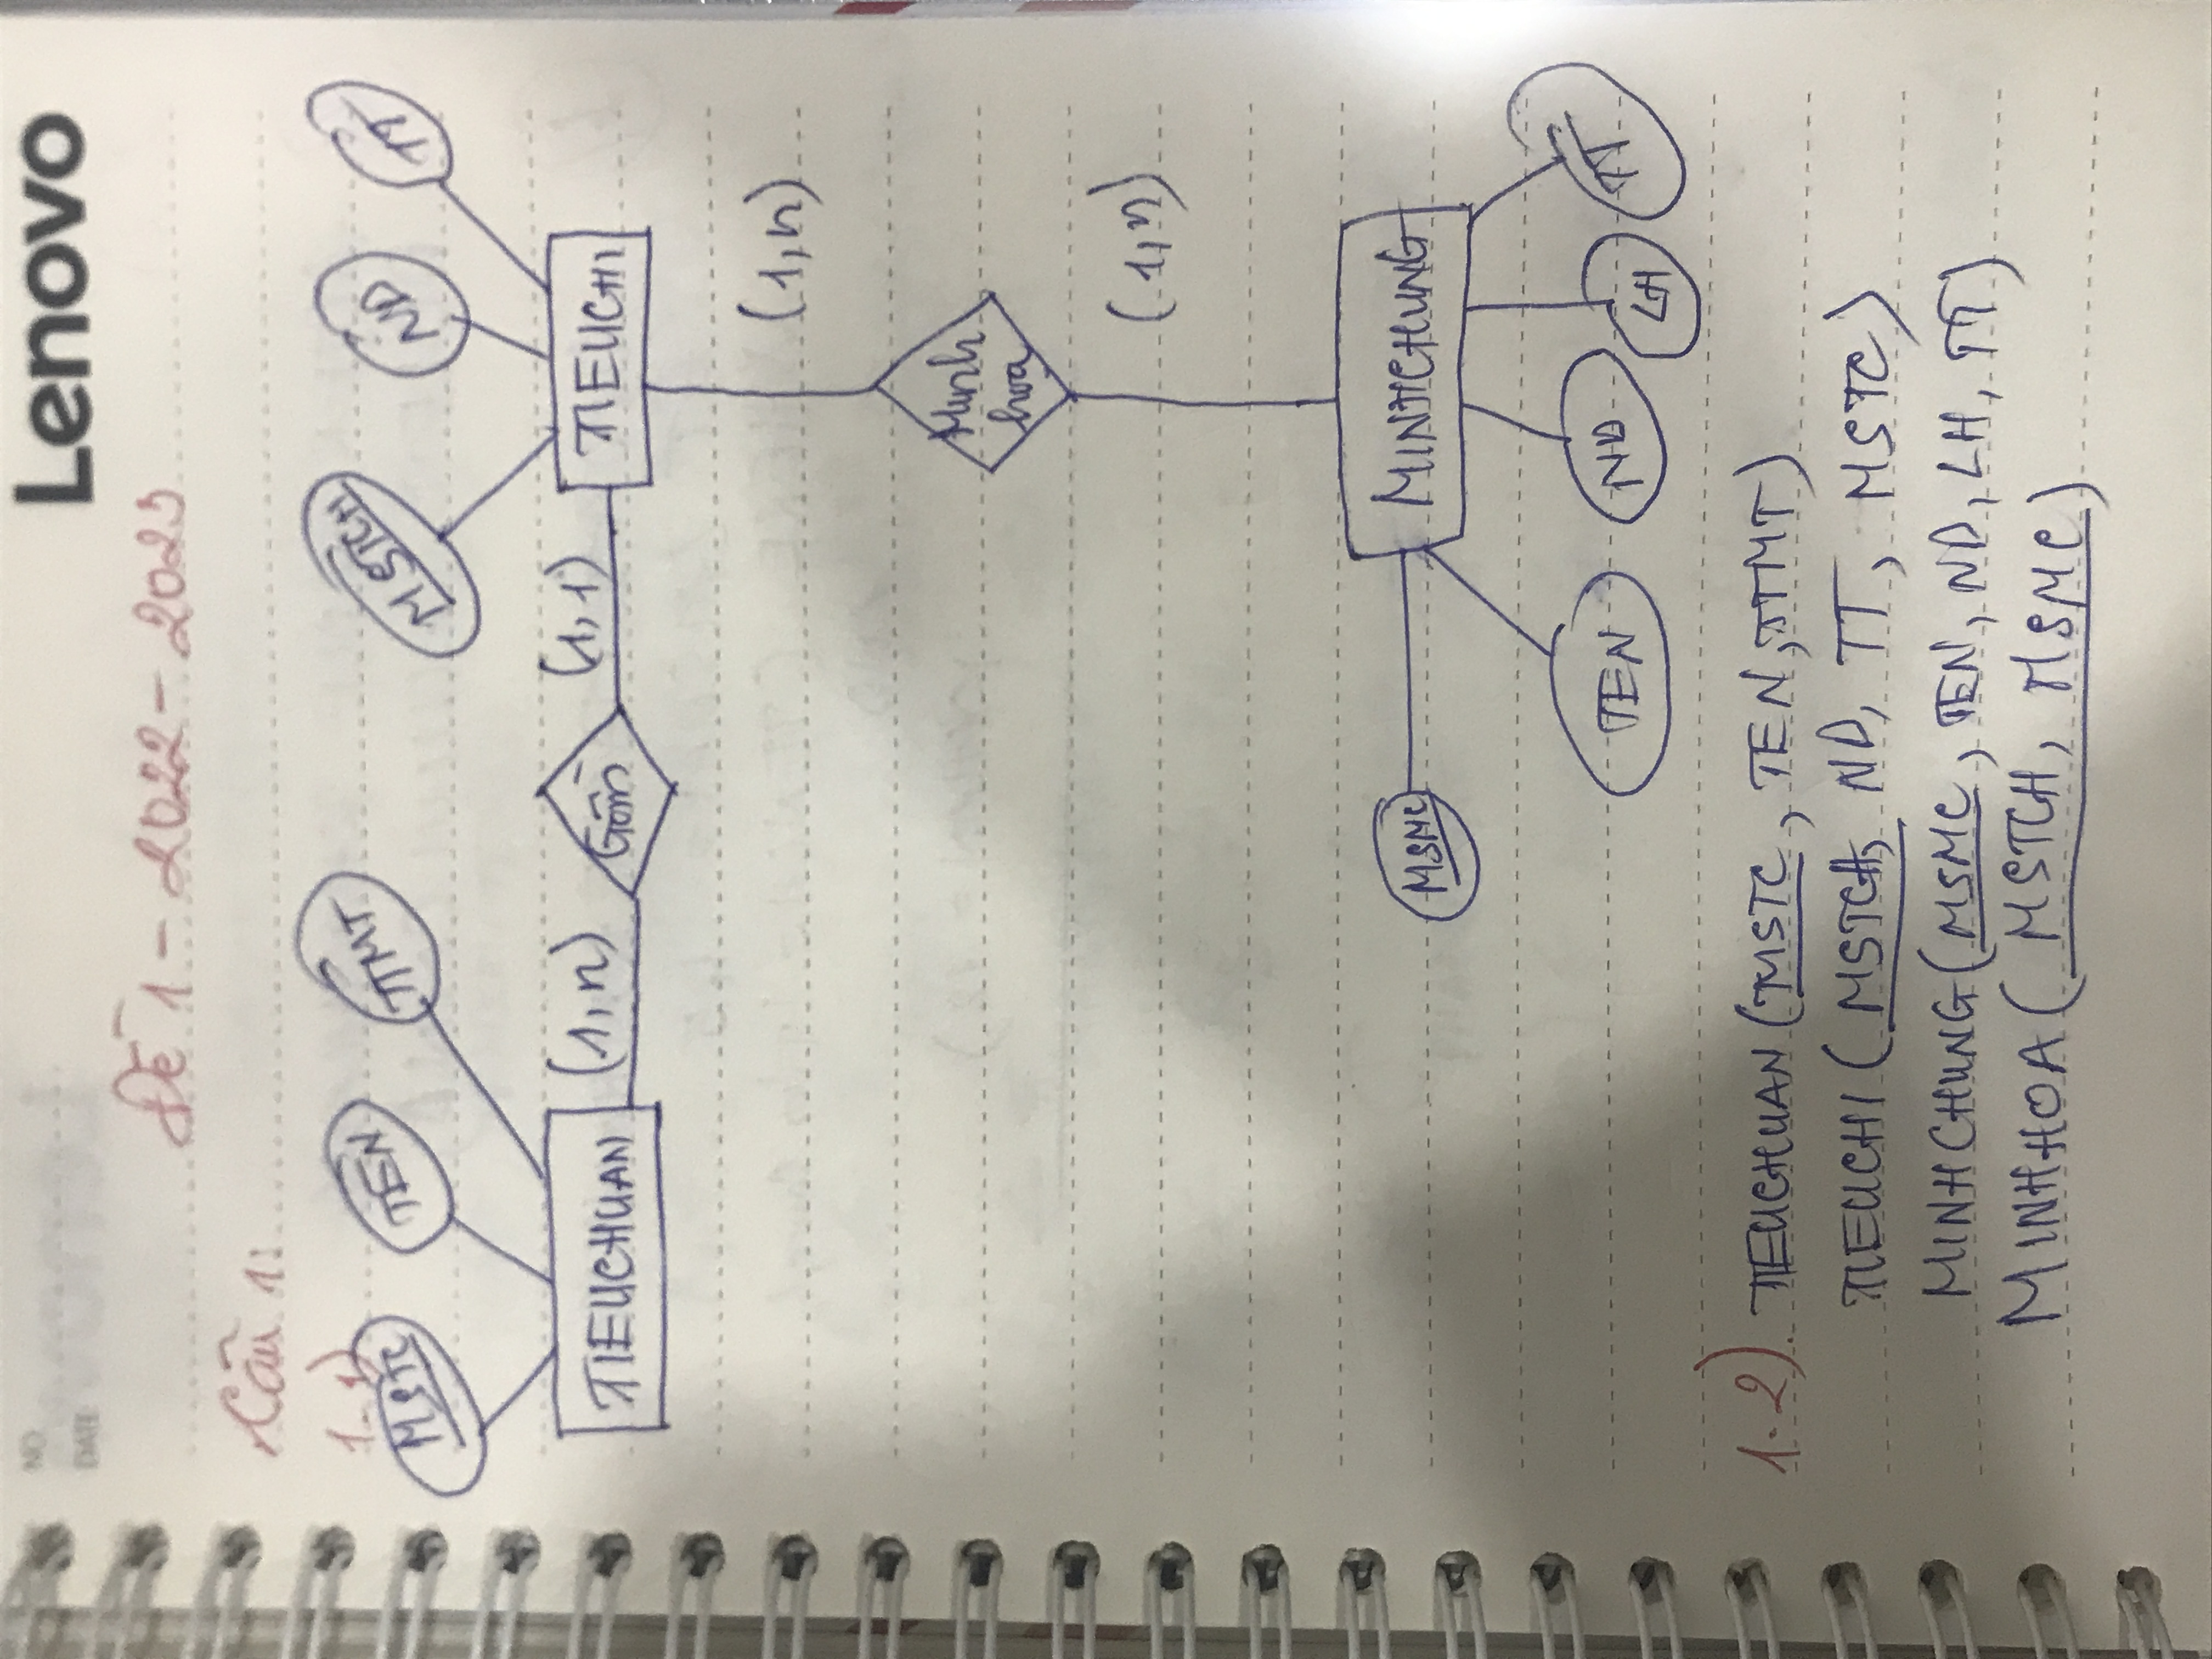 NO
DATE
Lenovo
Đề 1 - 2022 - 2023
Câu 1:
1.1)
MSTC TEN TTMT MSTCH ND TT
TIEUCHUAN (1,n) Gồm (1,1) TIEUCHI
(1,n)
Minh
họa
(1,n)
MSMC MINHCHUNG
TEN ND LH TT
1.2). TIEUCHUAN (MSTC, TEN, TTMT)
TIEUCHI (MSTCH, ND, TT, MSTC)
MINHCHUNG (MSMC, TEN, ND, LH, TT)
MINHHOA (MSTCH, MSMC)